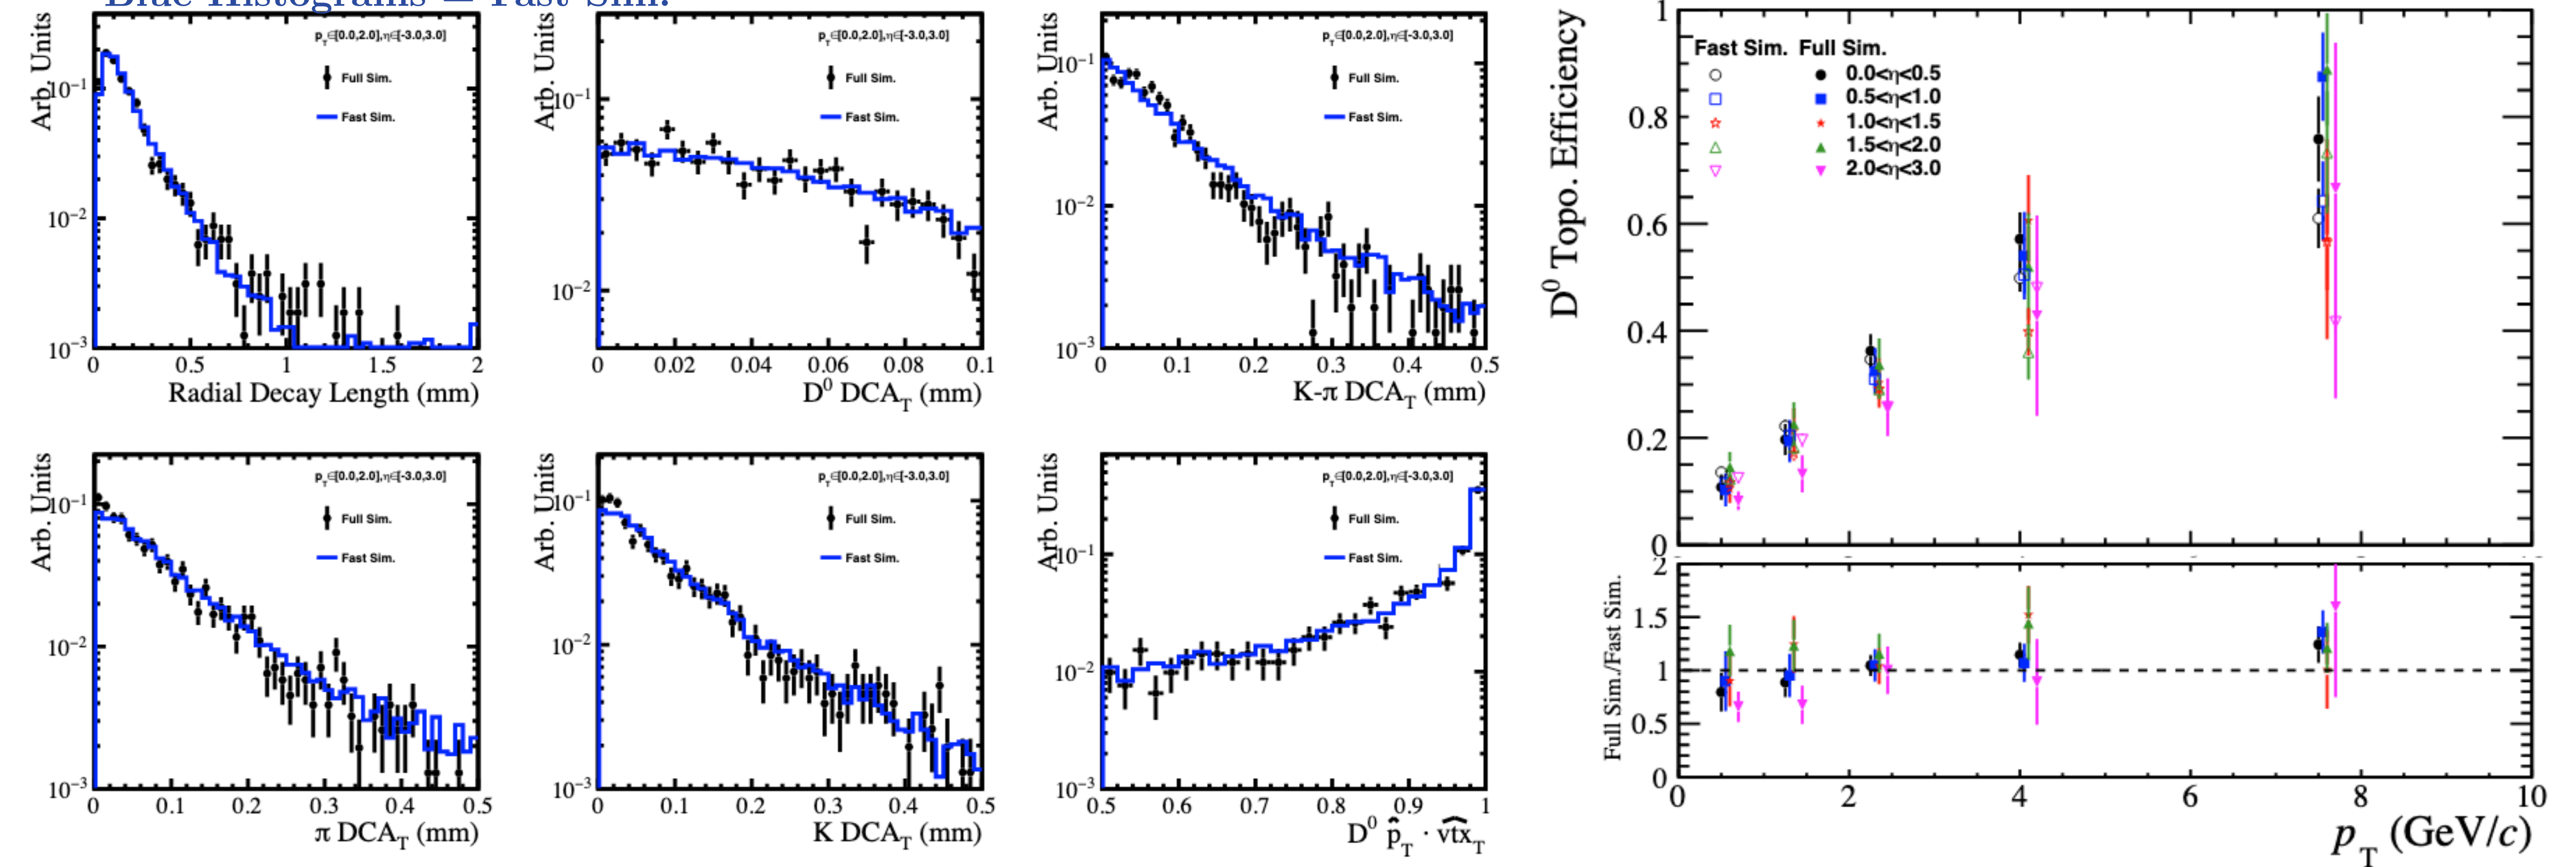 Blue Histograms = Fast Sim.
Arb. Units
p_T∈[0.0,2.0],η∈[-3.0,3.0]
Full Sim.
Fast Sim.
10⁻¹
10⁻²
10⁻³
0 0.5 1 1.5 2
Radial Decay Length (mm)
Arb. Units
p_T∈[0.0,2.0],η∈[-3.0,3.0]
Full Sim.
Fast Sim.
10⁻¹
10⁻²
0 0.02 0.04 0.06 0.08 0.1
D⁰ DCA_T (mm)
Arb. Units
p_T∈[0.0,2.0],η∈[-3.0,3.0]
Full Sim.
Fast Sim.
10⁻¹
10⁻²
10⁻³
0 0.1 0.2 0.3 0.4 0.5
K-π DCA_T (mm)
Arb. Units
p_T∈[0.0,2.0],η∈[-3.0,3.0]
Full Sim.
Fast Sim.
10⁻¹
10⁻²
10⁻³
0 0.1 0.2 0.3 0.4 0.5
π DCA_T (mm)
Arb. Units
p_T∈[0.0,2.0],η∈[-3.0,3.0]
Full Sim.
Fast Sim.
10⁻¹
10⁻²
10⁻³
0 0.1 0.2 0.3 0.4 0.5
K DCA_T (mm)
Arb. Units
p_T∈[0.0,2.0],η∈[-3.0,3.0]
Full Sim.
Fast Sim.
10⁻¹
10⁻²
10⁻³
0.5 0.6 0.7 0.8 0.9 1
D⁰ p̂_T · v͡tx_T
D⁰ Topo. Efficiency
Fast Sim. Full Sim.
0.0<η<0.5
0.5<η<1.0
1.0<η<1.5
1.5<η<2.0
2.0<η<3.0
1
0.8
0.6
0.4
0.2
0
Full Sim./Fast Sim.
2
1.5
1
0.5
0
0 2 4 6 8 10
p_T (GeV/c)